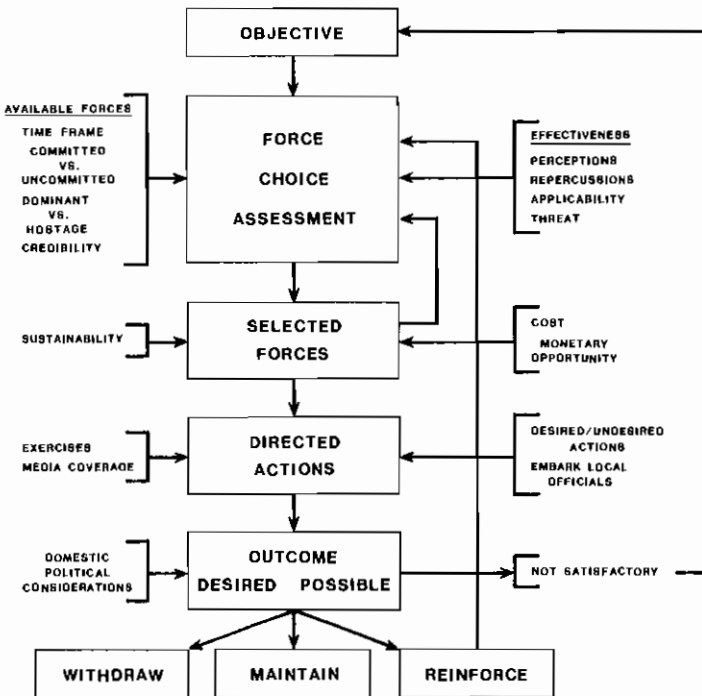 OBJECTIVE
AVAILABLE FORCES
TIME FRAME
COMMITTED
VS.
UNCOMMITTED
DOMINANT
VS.
HOSTAGE
CREDIBILITY
FORCE
CHOICE
ASSESSMENT
EFFECTIVENESS
PERCEPTIONS
REPERCUSSIONS
APPLICABILITY
THREAT
SUSTAINABILITY
SELECTED
FORCES
COST
MONETARY
OPPORTUNITY
EXERCISES
MEDIA COVERAGE
DIRECTED
ACTIONS
DESIRED/UNDESIRED
ACTIONS
EMBARK LOCAL
OFFICIALS
DOMESTIC
POLITICAL
CONSIDERATIONS
OUTCOME
DESIRED POSSIBLE
NOT SATISFACTORY
WITHDRAW
MAINTAIN
REINFORCE